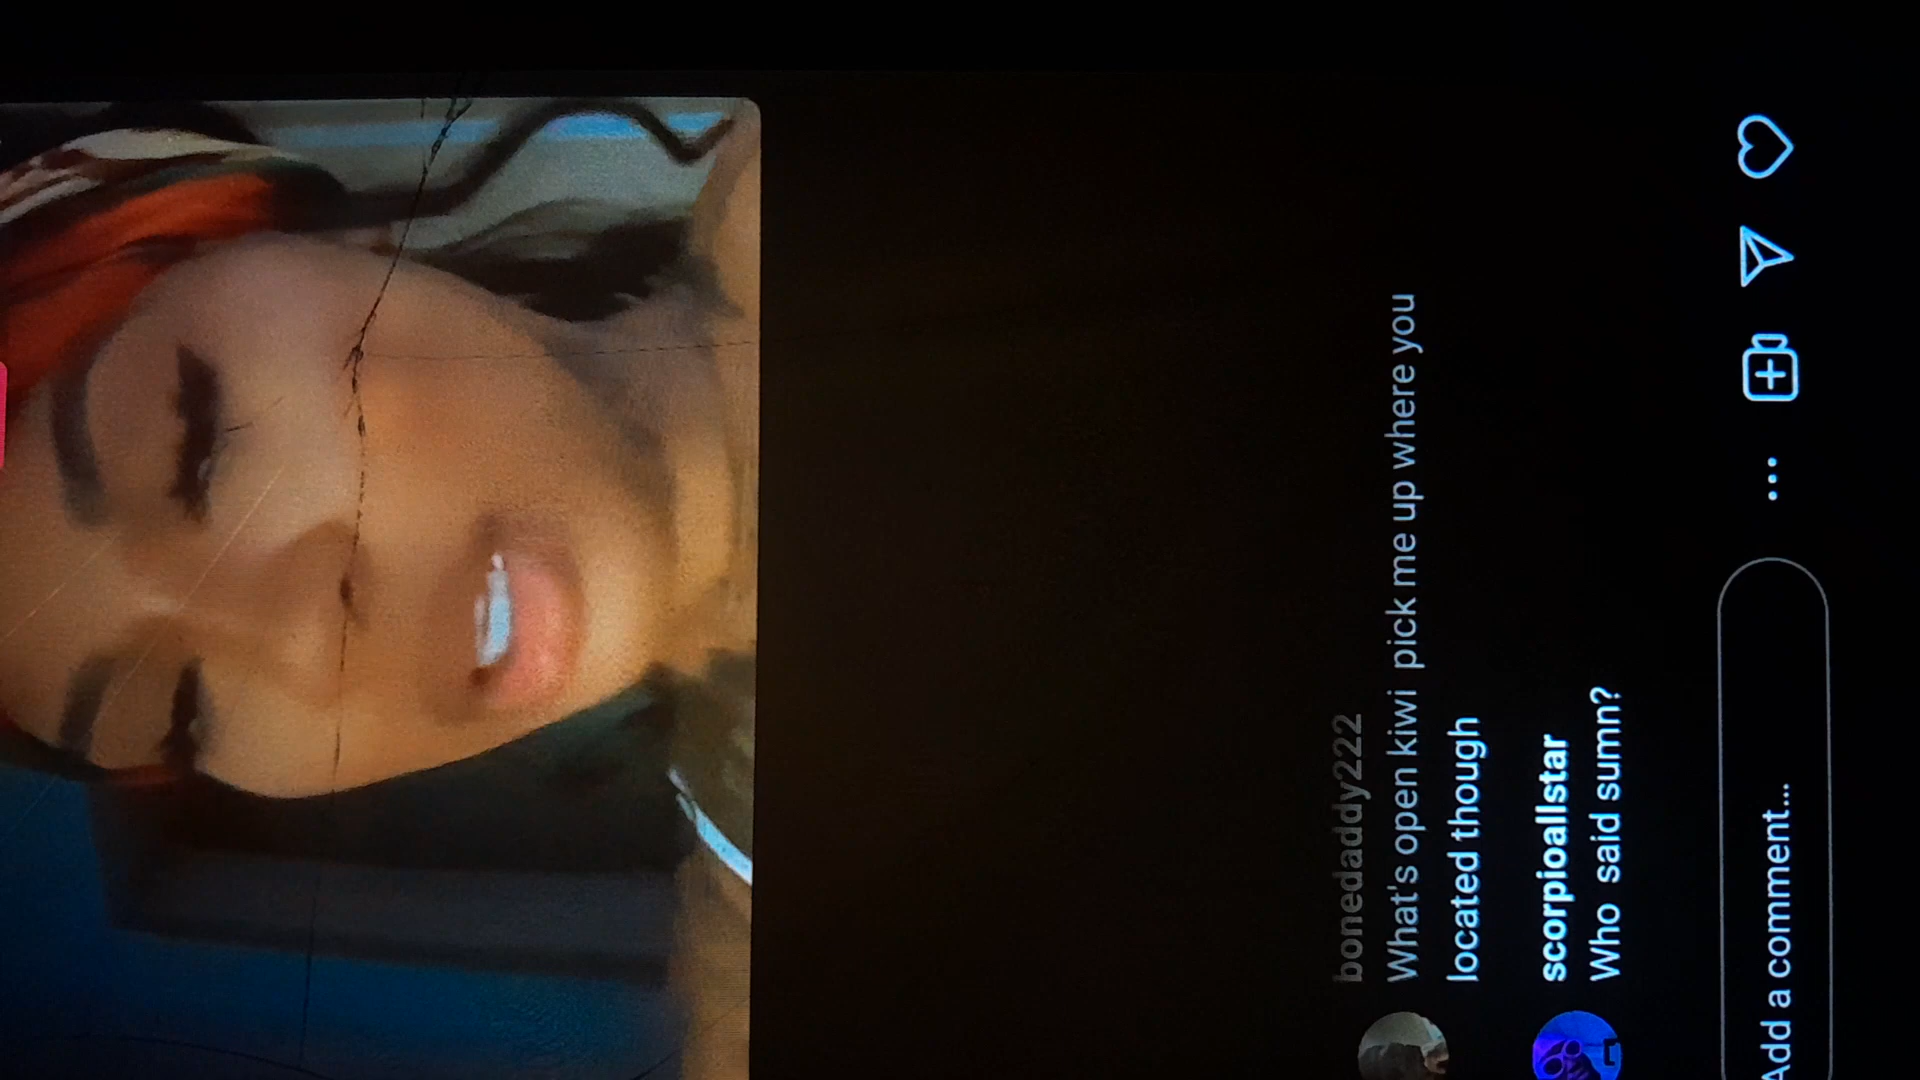 bonedaddy222
What's open kiwi pick me up where you
located though
scorpioallstar
Who said sumn?
Add a comment...